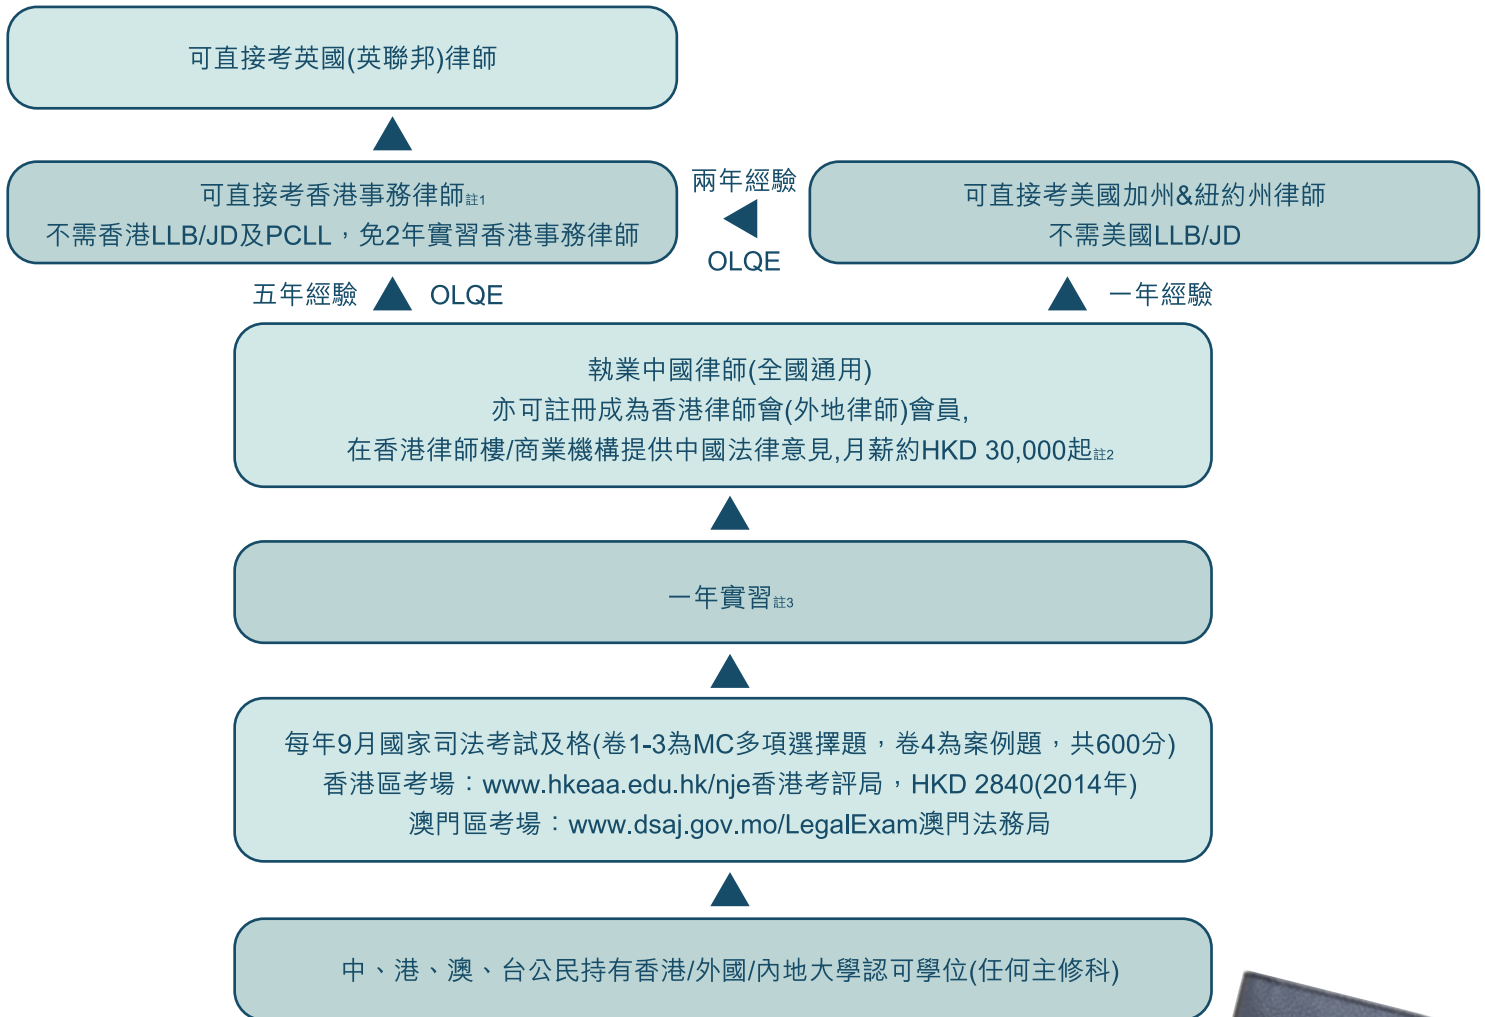 可直接考英國(英聯邦)律師
可直接考香港事務律師註1
不需香港LLB/JD及PCLL，免2年實習香港事務律師
兩年經驗
OLQE
可直接考美國加州&紐約州律師
不需美國LLB/JD
五年經驗
OLQE
一年經驗
執業中國律師(全國通用)
亦可註冊成為香港律師會(外地律師)會員,
在香港律師樓/商業機構提供中國法律意見,月薪約HKD 30,000起註2
一年實習註3
每年9月國家司法考試及格(卷1-3為MC多項選擇題，卷4為案例題，共600分)
香港區考場：www.hkeaa.edu.hk/nje香港考評局，HKD 2840(2014年)
澳門區考場：www.dsaj.gov.mo/LegalExam澳門法務局
中、港、澳、台公民持有香港/外國/內地大學認可學位(任何主修科)